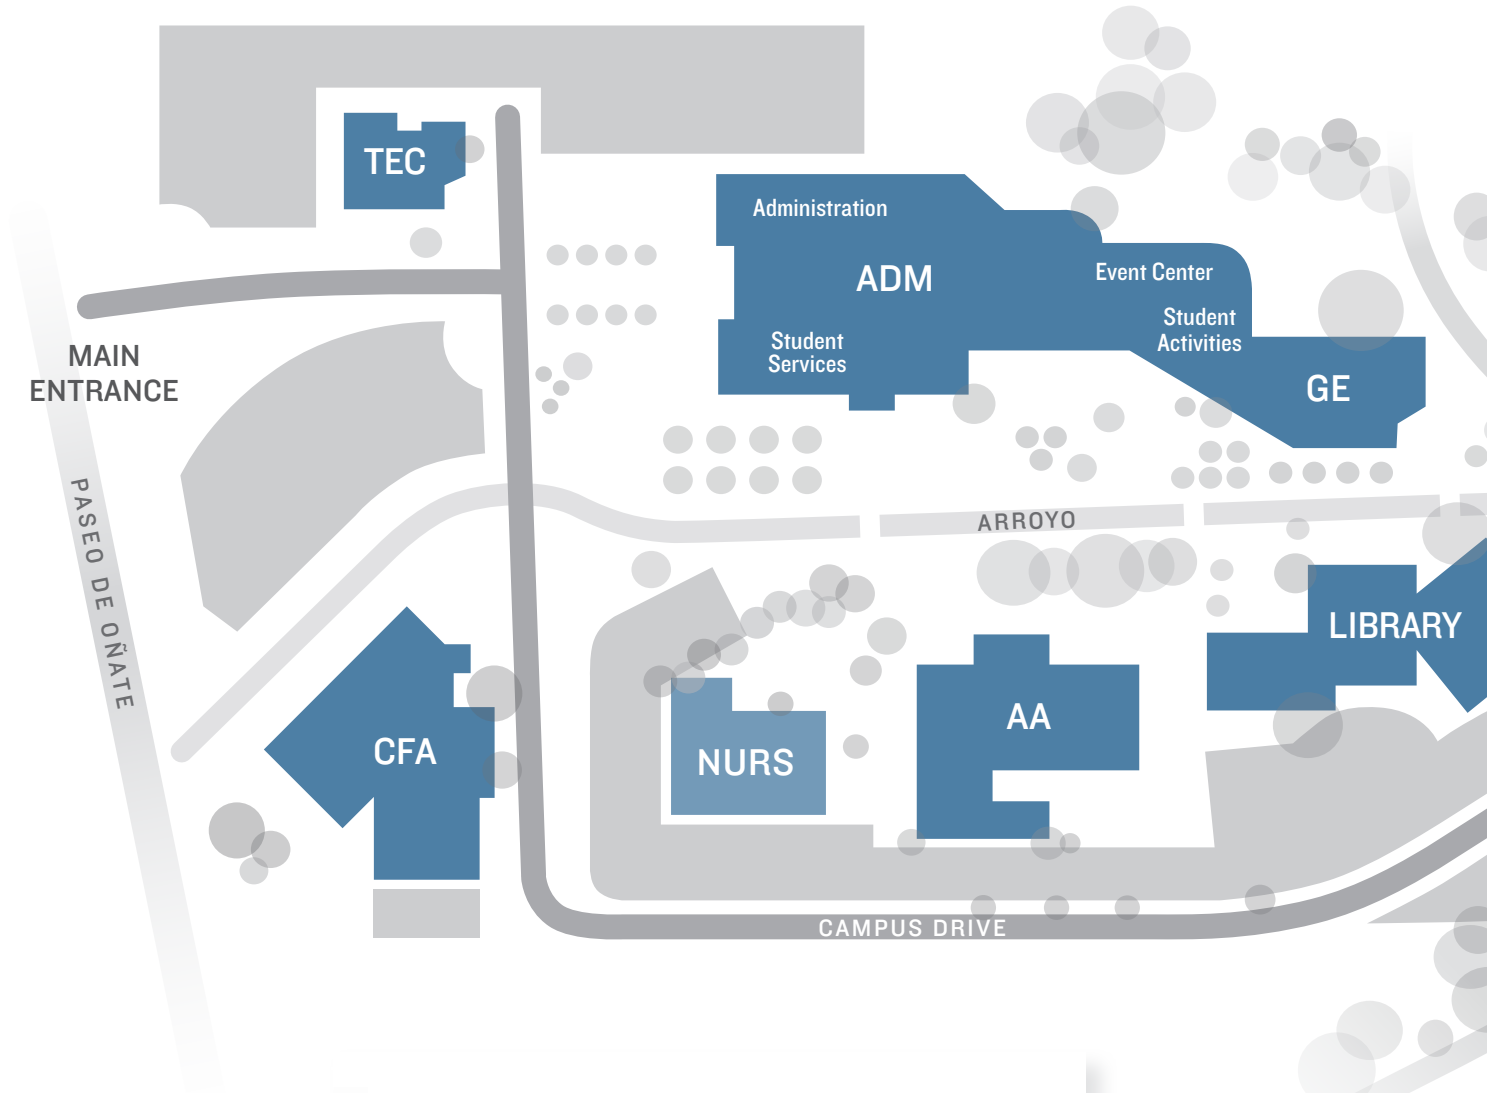 TEC
Administration
ADM
Event Center
Student
Activities
Student
Services
GE
MAIN
ENTRANCE
PASEO DE OÑATE
ARROYO
LIBRARY
AA
CFA
NURS
CAMPUS DRIVE